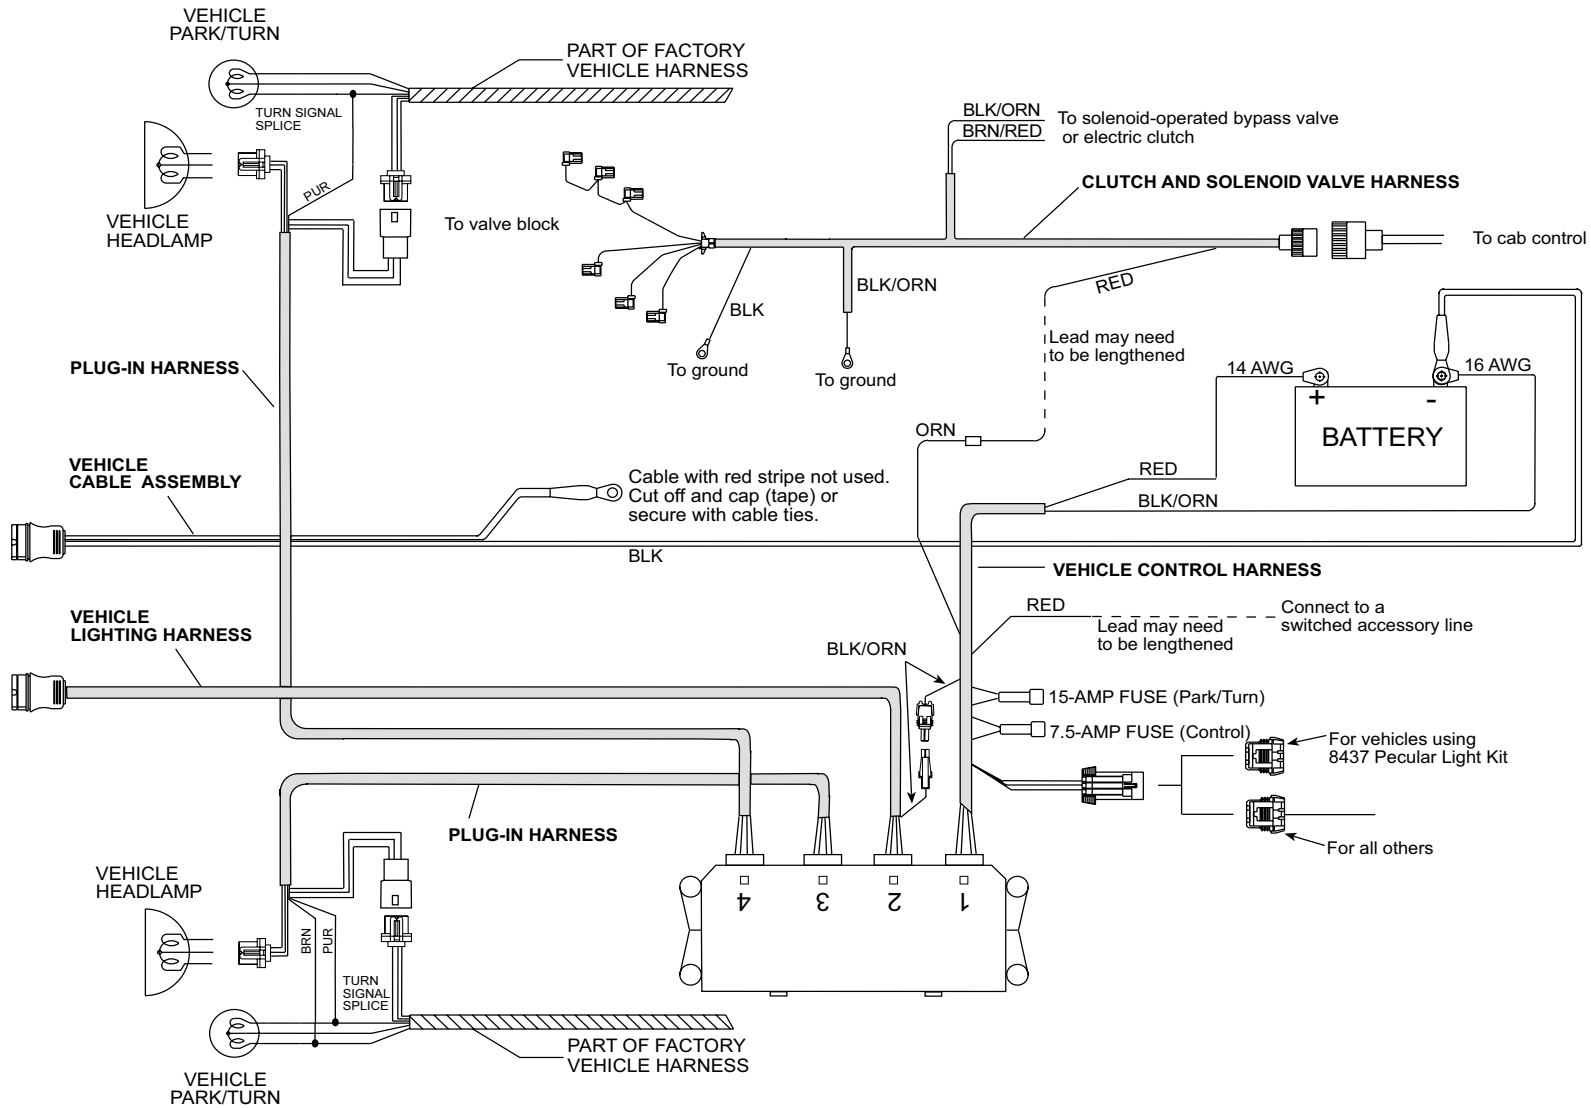 VEHICLE
PARK/TURN
PART OF FACTORY
VEHICLE HARNESS
TURN SIGNAL
SPLICE
PUR
VEHICLE
HEADLAMP
BLK/ORN
BRN/RED
To solenoid-operated bypass valve
or electric clutch
CLUTCH AND SOLENOID VALVE HARNESS
To valve block
To cab control
BLK
BLK/ORN
RED
To ground
To ground
Lead may need
to be lengthened
14 AWG
16 AWG
+
-
BATTERY
PLUG-IN HARNESS
ORN
RED
BLK/ORN
VEHICLE
CABLE ASSEMBLY
Cable with red stripe not used.
Cut off and cap (tape) or
secure with cable ties.
BLK
VEHICLE CONTROL HARNESS
VEHICLE
LIGHTING HARNESS
RED
Lead may need
to be lengthened
Connect to a
switched accessory line
BLK/ORN
15-AMP FUSE (Park/Turn)
7.5-AMP FUSE (Control)
For vehicles using
8437 Pecular Light Kit
For all others
PLUG-IN HARNESS
4
3
2
1
VEHICLE
HEADLAMP
BRN
PUR
TURN
SIGNAL
SPLICE
PART OF FACTORY
VEHICLE HARNESS
VEHICLE
PARK/TURN